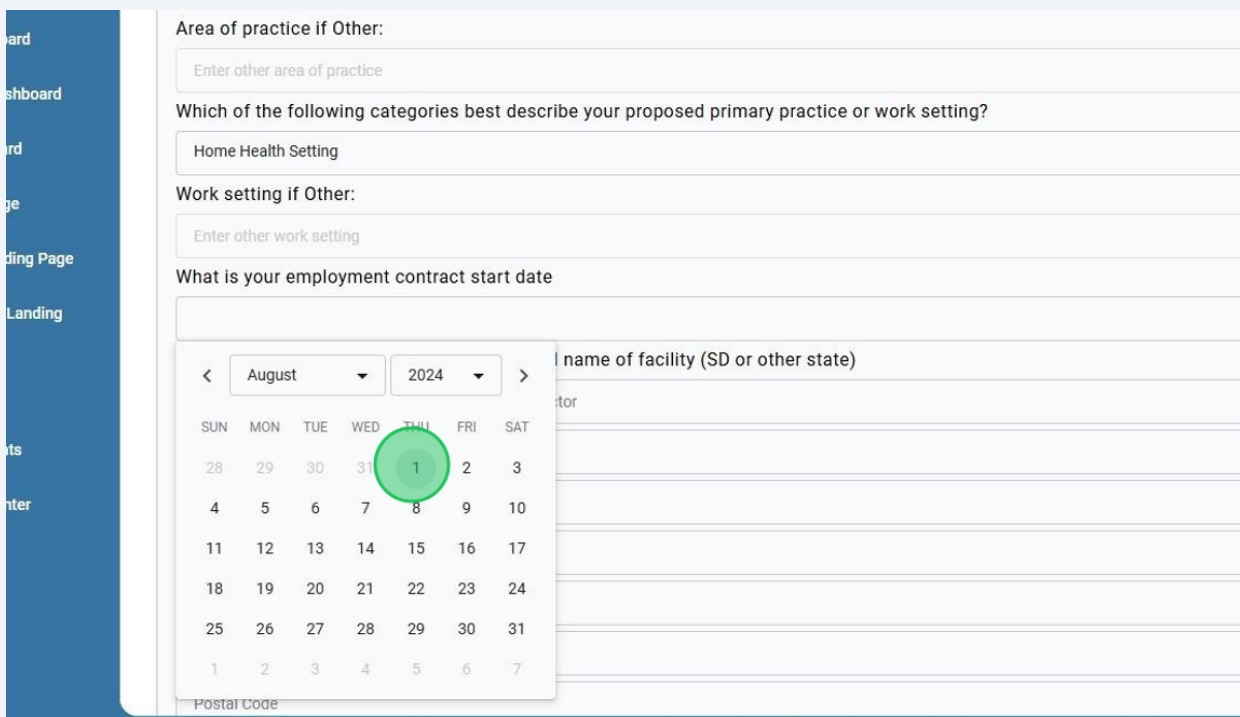 ard
Area of practice if Other:
Enter other area of practice
shboard
Which of the following categories best describe your proposed primary practice or work setting?
rd
Home Health Setting
ge
Work setting if Other:
Enter other work setting
ding Page
What is your employment contract start date
Landing
name of facility (SD or other state)
August 2024
ctor
SUN MON TUE WED THU FRI SAT
nts
28 29 30 31 1 2 3
nter
4 5 6 7 8 9 10
11 12 13 14 15 16 17
18 19 20 21 22 23 24
25 26 27 28 29 30 31
1 2 3 4 5 6 7
Postal Code